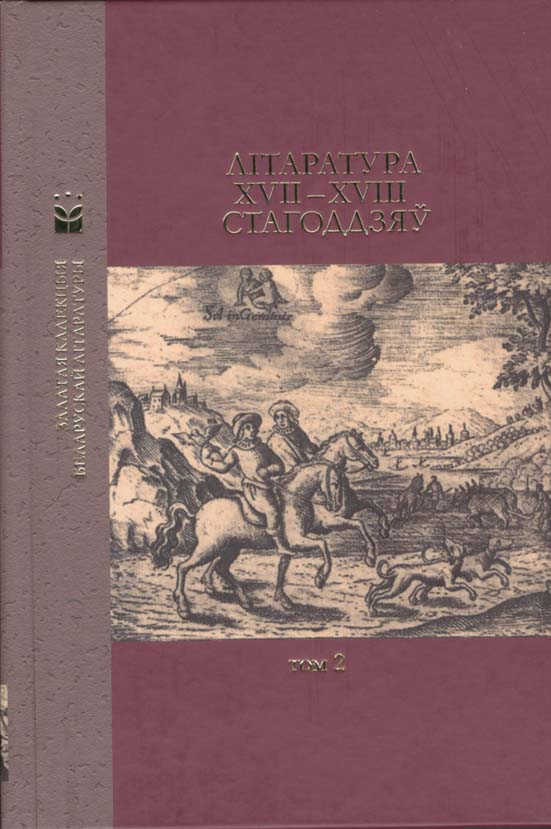 ЛІТАРАТУРА
XVII–XVIII
СТАГОДДЗЯЎ
Sol in Geminis
том 2
ЗАЛАТАЯ КАЛЕКЦЫЯ
БЕЛАРУСКАЙ ЛІТАРАТУРЫ